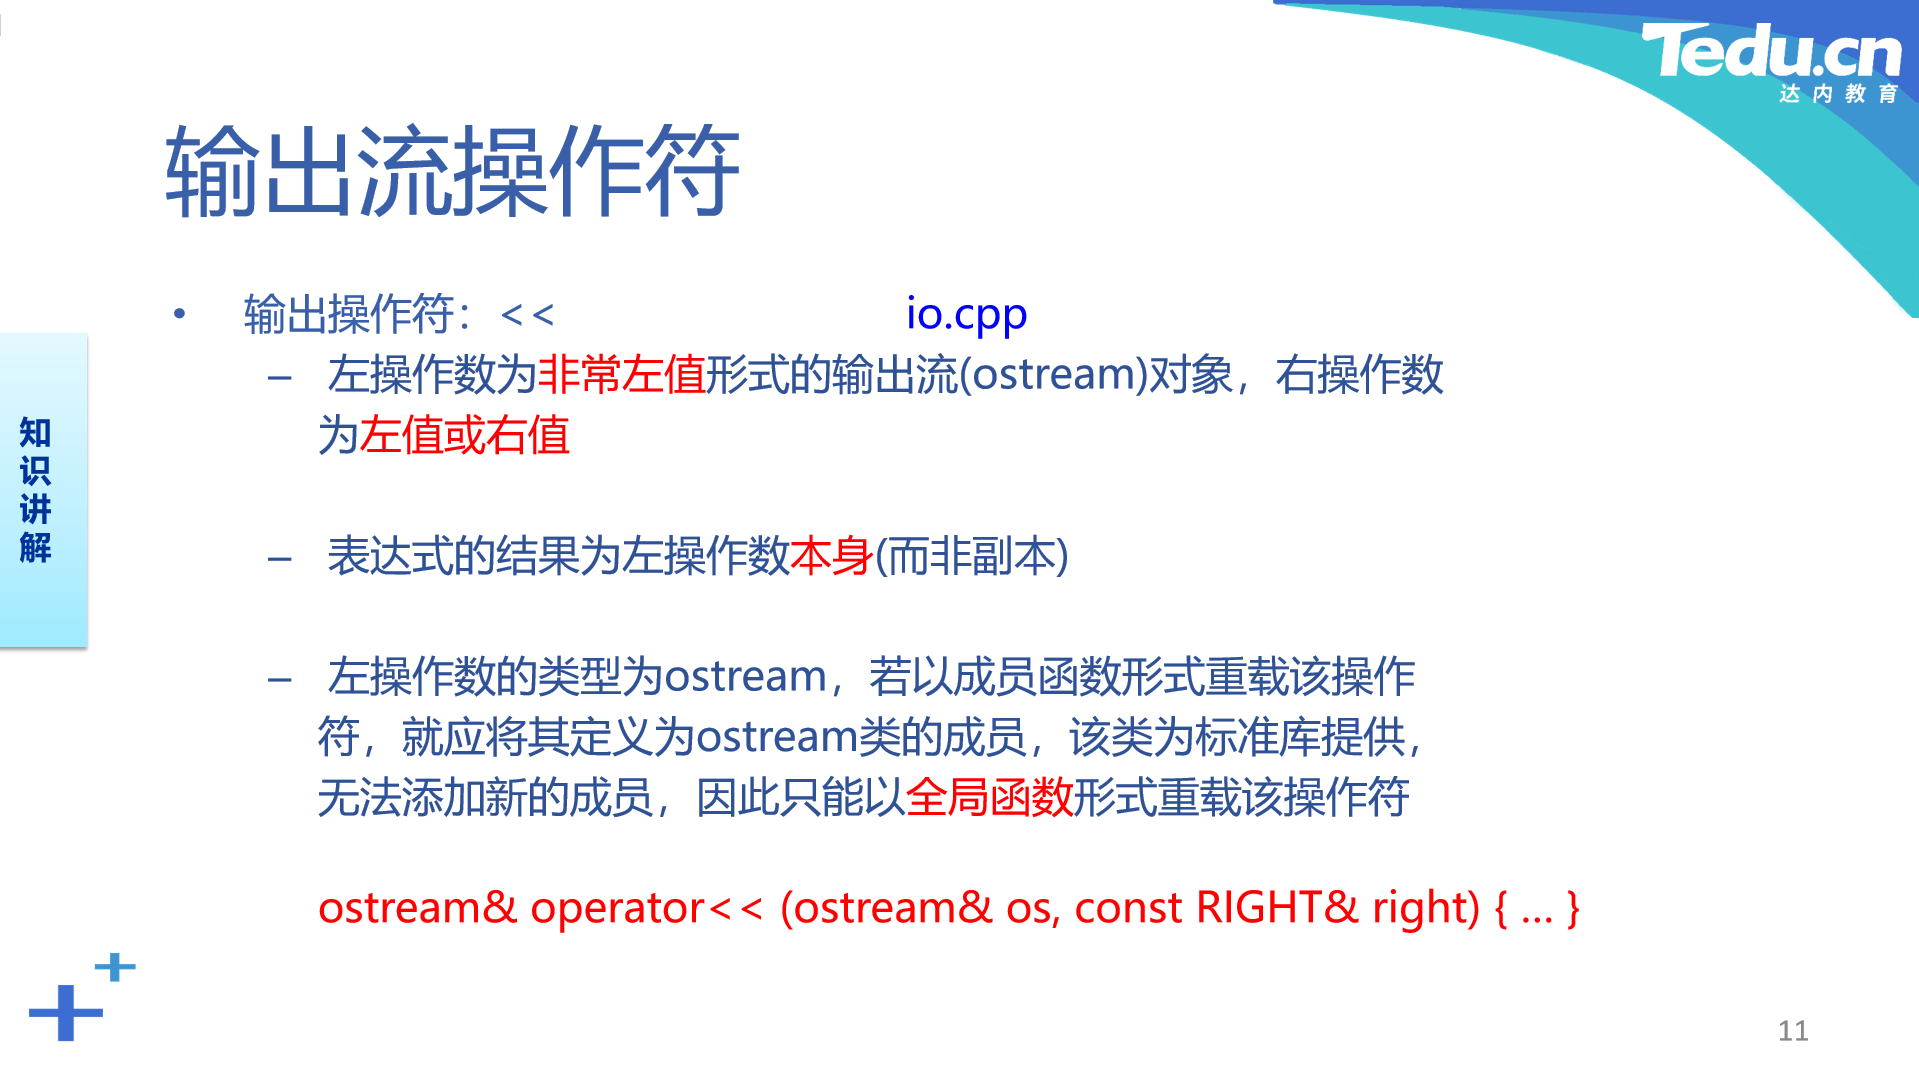 Tedu.cn
达内教育
输出流操作符
• 输出操作符：<< io.cpp
– 左操作数为非常左值形式的输出流(ostream)对象，右操作数
为左值或右值
– 表达式的结果为左操作数本身(而非副本)
– 左操作数的类型为ostream，若以成员函数形式重载该操作
符，就应将其定义为ostream类的成员，该类为标准库提供，
无法添加新的成员，因此只能以全局函数形式重载该操作符
ostream& operator<< (ostream& os, const RIGHT& right) { … }
知
识
讲
解
11